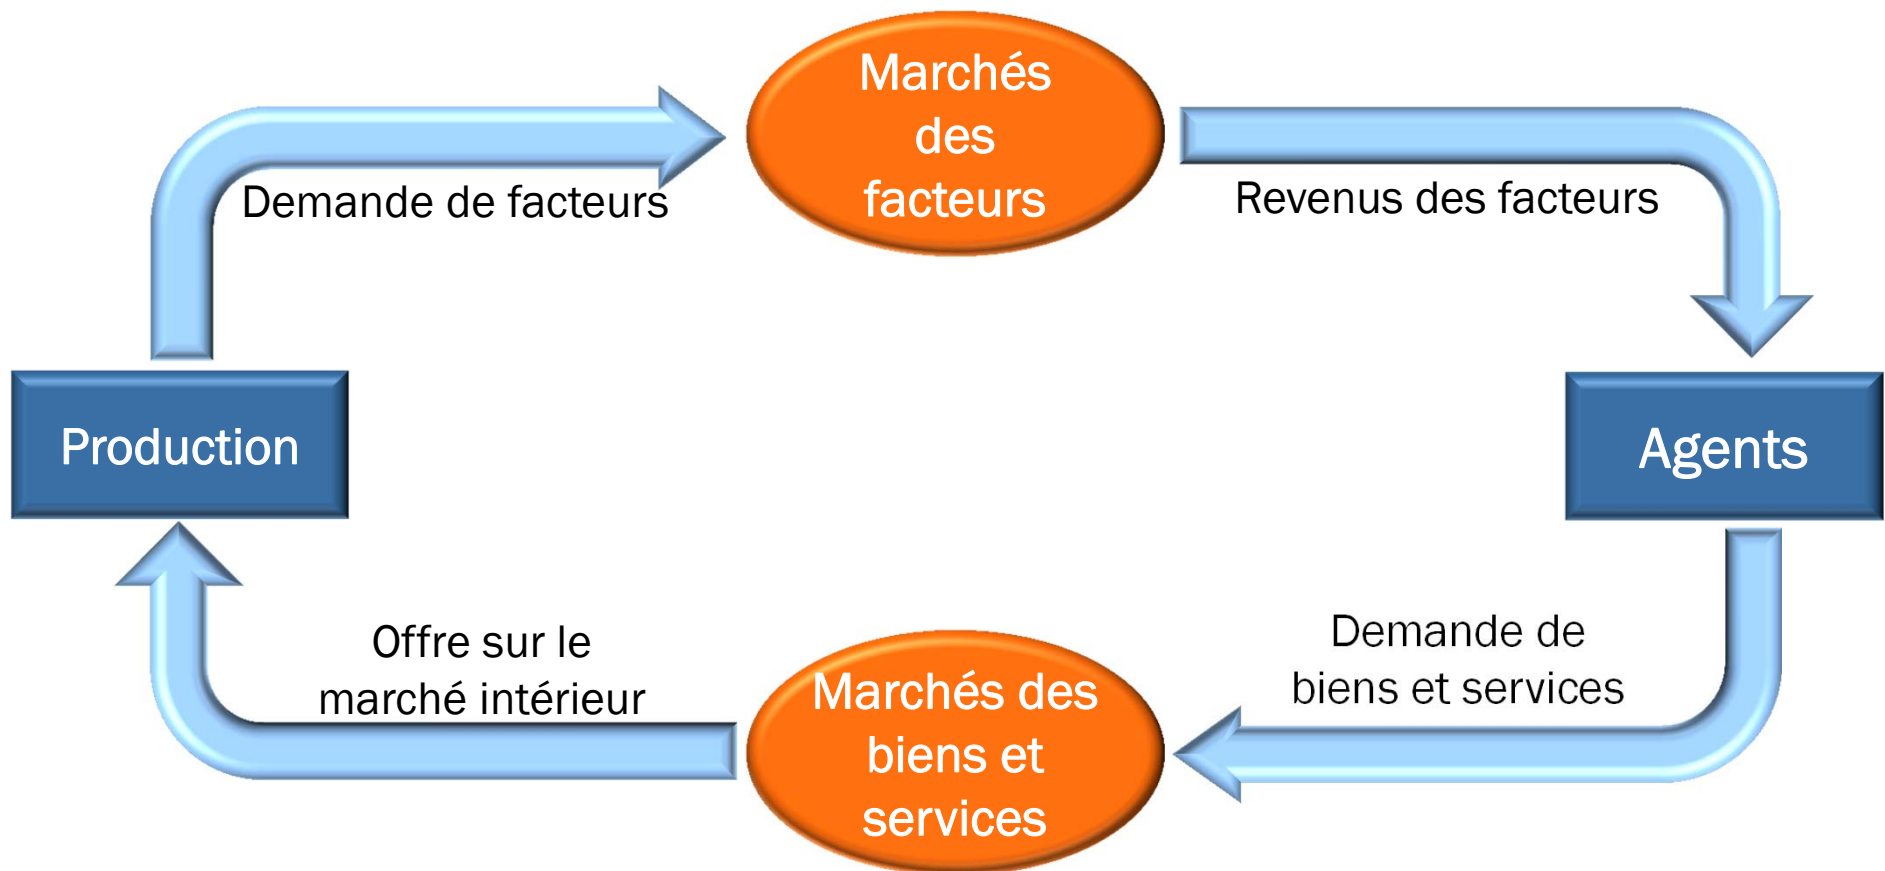 Marchés
des
facteurs
Demande de facteurs
Revenus des facteurs
Production
Agents
Offre sur le
marché intérieur
Marchés des
biens et
services
Demande de
biens et services